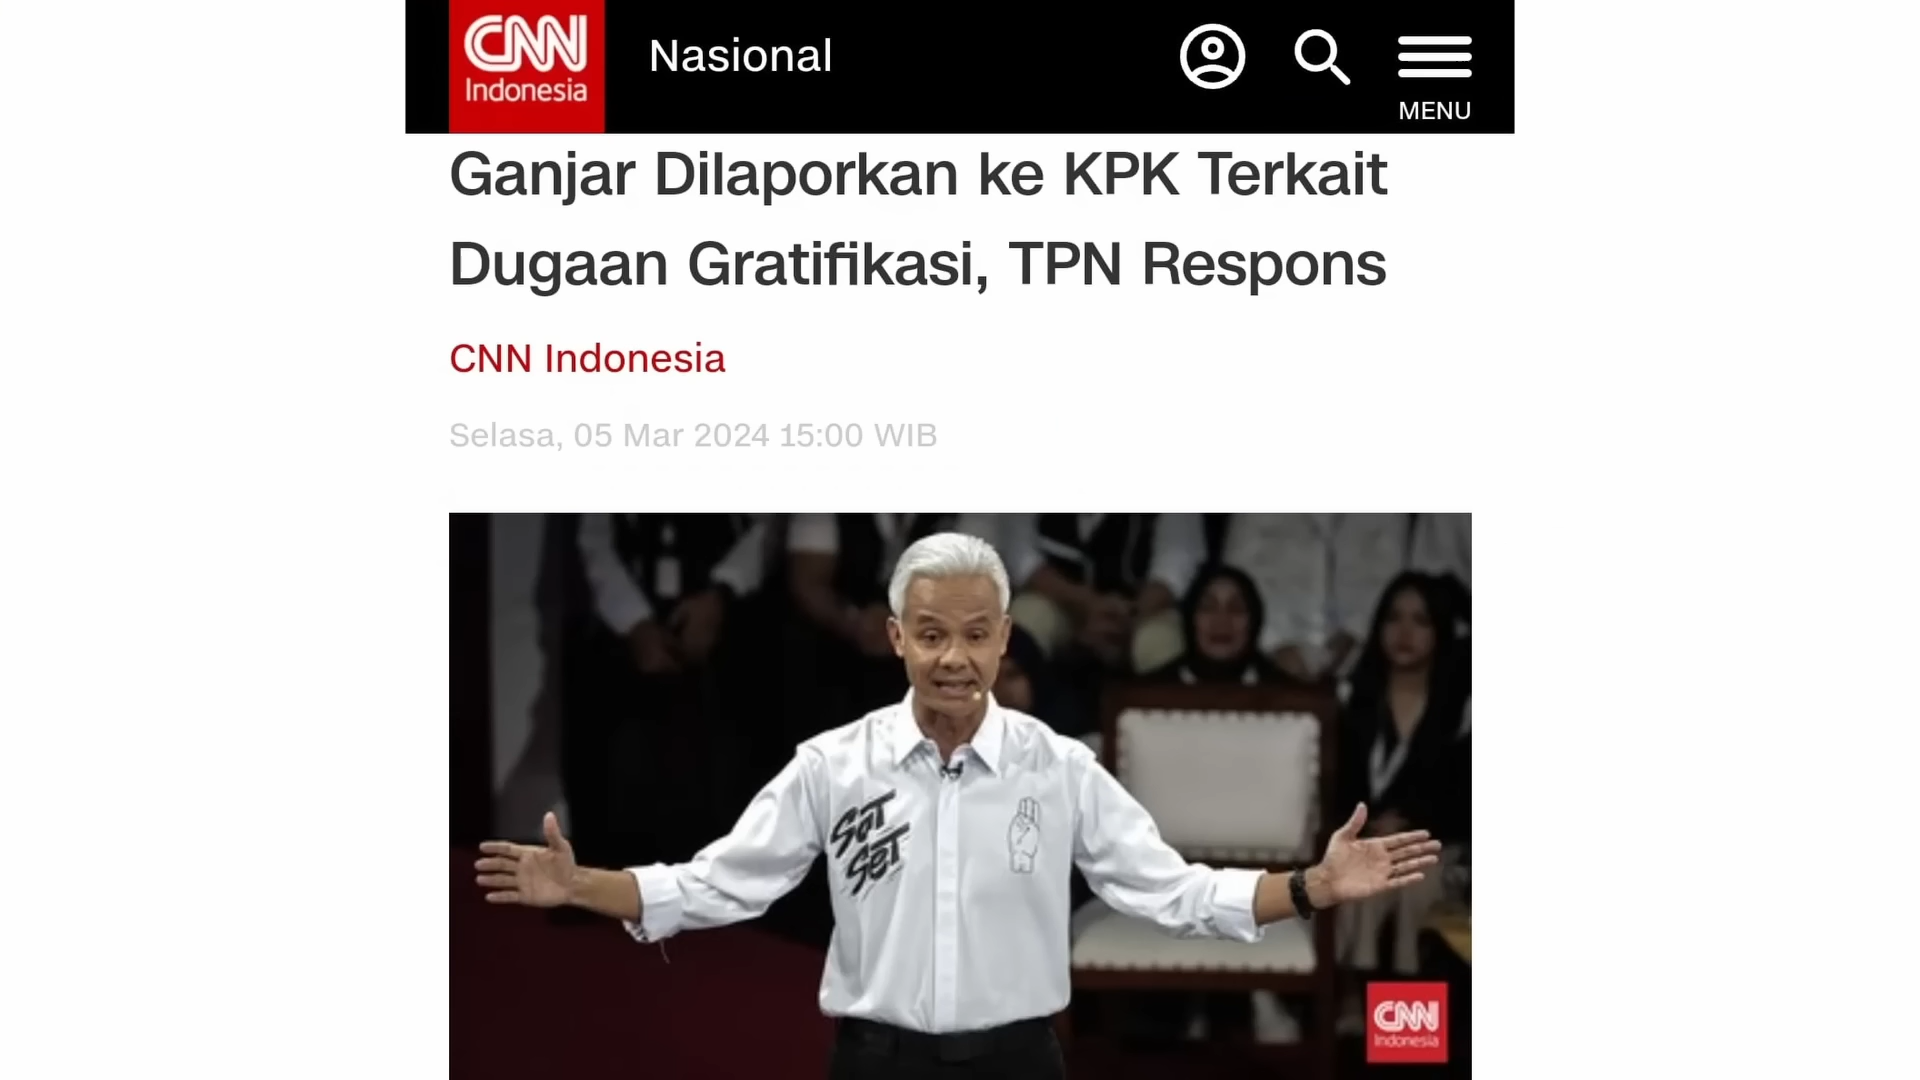 CNN
Indonesia
Nasional
MENU
Ganjar Dilaporkan ke KPK Terkait
Dugaan Gratifikasi, TPN Respons
CNN Indonesia
Selasa, 05 Mar 2024 15:00 WIB
SAT
SET
CNN
Indonesia